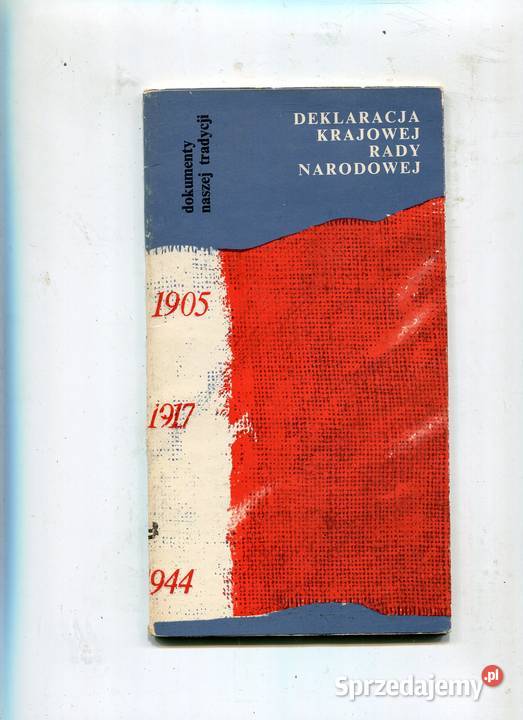 dokumenty
naszej tradycji
DEKLARACJA
KRAJOWEJ
RADY
NARODOWEJ
1905
1917
944
Sprzedajemy.pl